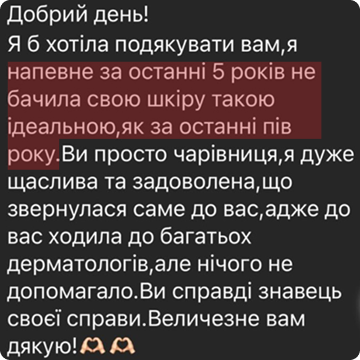 Добрий день!
Я б хотіла подякувати вам,я
напевне за останні 5 років не
бачила свою шкіру такою
ідеальною,як за останні пів
року.Ви просто чарівниця,я дуже
щаслива та задоволена,що
звернулася саме до вас,адже до
вас ходила до багатьох
дерматологів,але нічого не
допомагало.Ви справді знавець
своєї справи.Величезне вам
дякую!🫶🏻🫶🏻